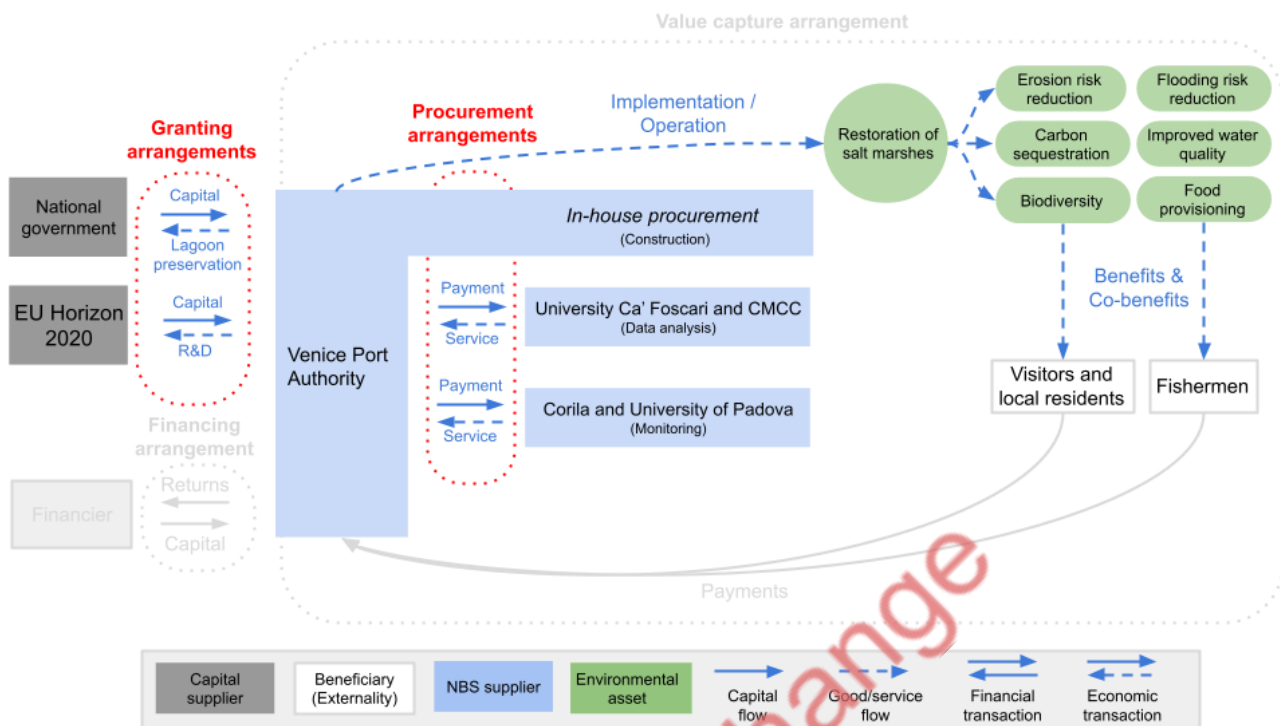 Value capture arrangement
Granting
arrangements
Procurement
arrangements
Implementation /
Operation
Restoration of
salt marshes
Erosion risk
reduction
Flooding risk
reduction
Carbon
sequestration
Improved water
quality
Biodiversity
Food
provisioning
National
government
Capital
Lagoon
preservation
EU Horizon
2020
Capital
R&D
Venice Port
Authority
In-house procurement
(Construction)
Payment
Service
University Ca' Foscari and CMCC
(Data analysis)
Payment
Service
Corila and University of Padova
(Monitoring)
Benefits &
Co-benefits
Visitors and
local residents
Fishermen
Financing
arrangement
Financier
Returns
Capital
Payments
Capital
supplier
Beneficiary
(Externality)
NBS supplier
Environmental
asset
Capital
flow
Good/service
flow
Financial
transaction
Economic
transaction